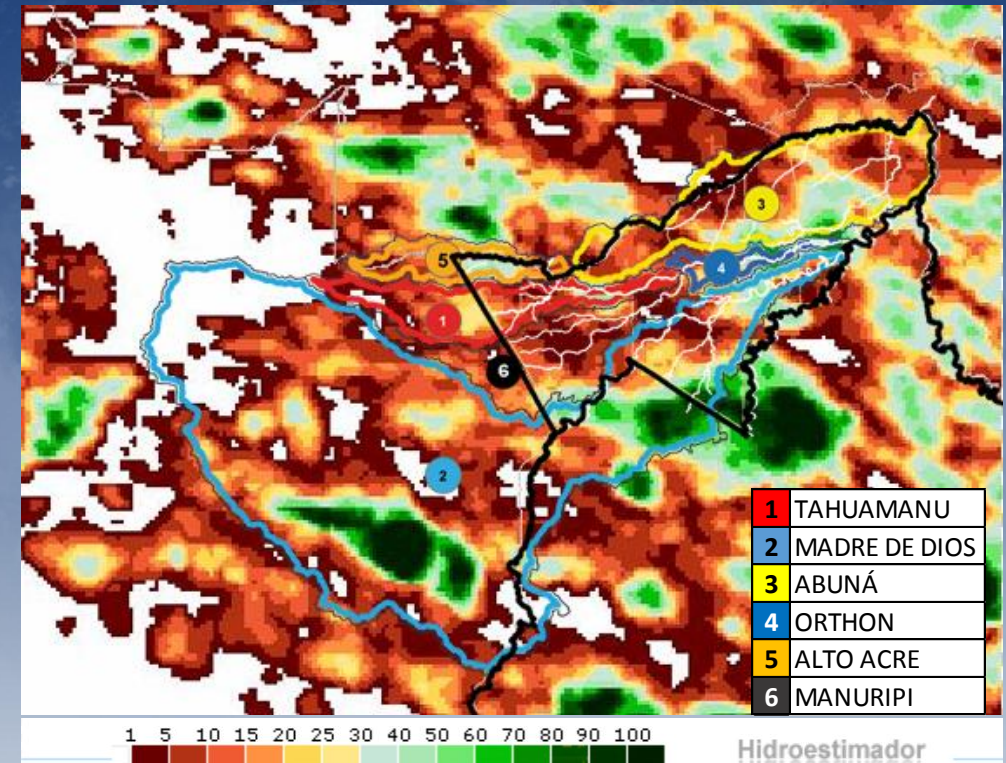 3
5
4
1
6
2
1 TAHUAMANU
2 MADRE DE DIOS
3 ABUNÁ
4 ORTHON
5 ALTO ACRE
6 MANURIPI
1 5 10 15 20 25 30 40 50 60 70 80 90 100
Hidroestimador